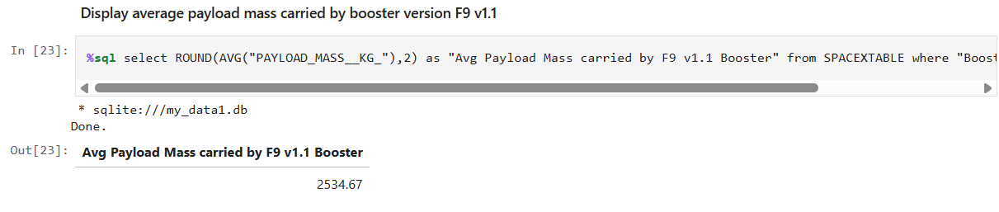 Display average payload mass carried by booster version F9 v1.1
In [23]: %sql select ROUND(AVG("PAYLOAD_MASS__KG_"),2) as "Avg Payload Mass carried by F9 v1.1 Booster" from SPACEXTABLE where "Boost
* sqlite:///my_data1.db
Done.
Out[23]: Avg Payload Mass carried by F9 v1.1 Booster
2534.67